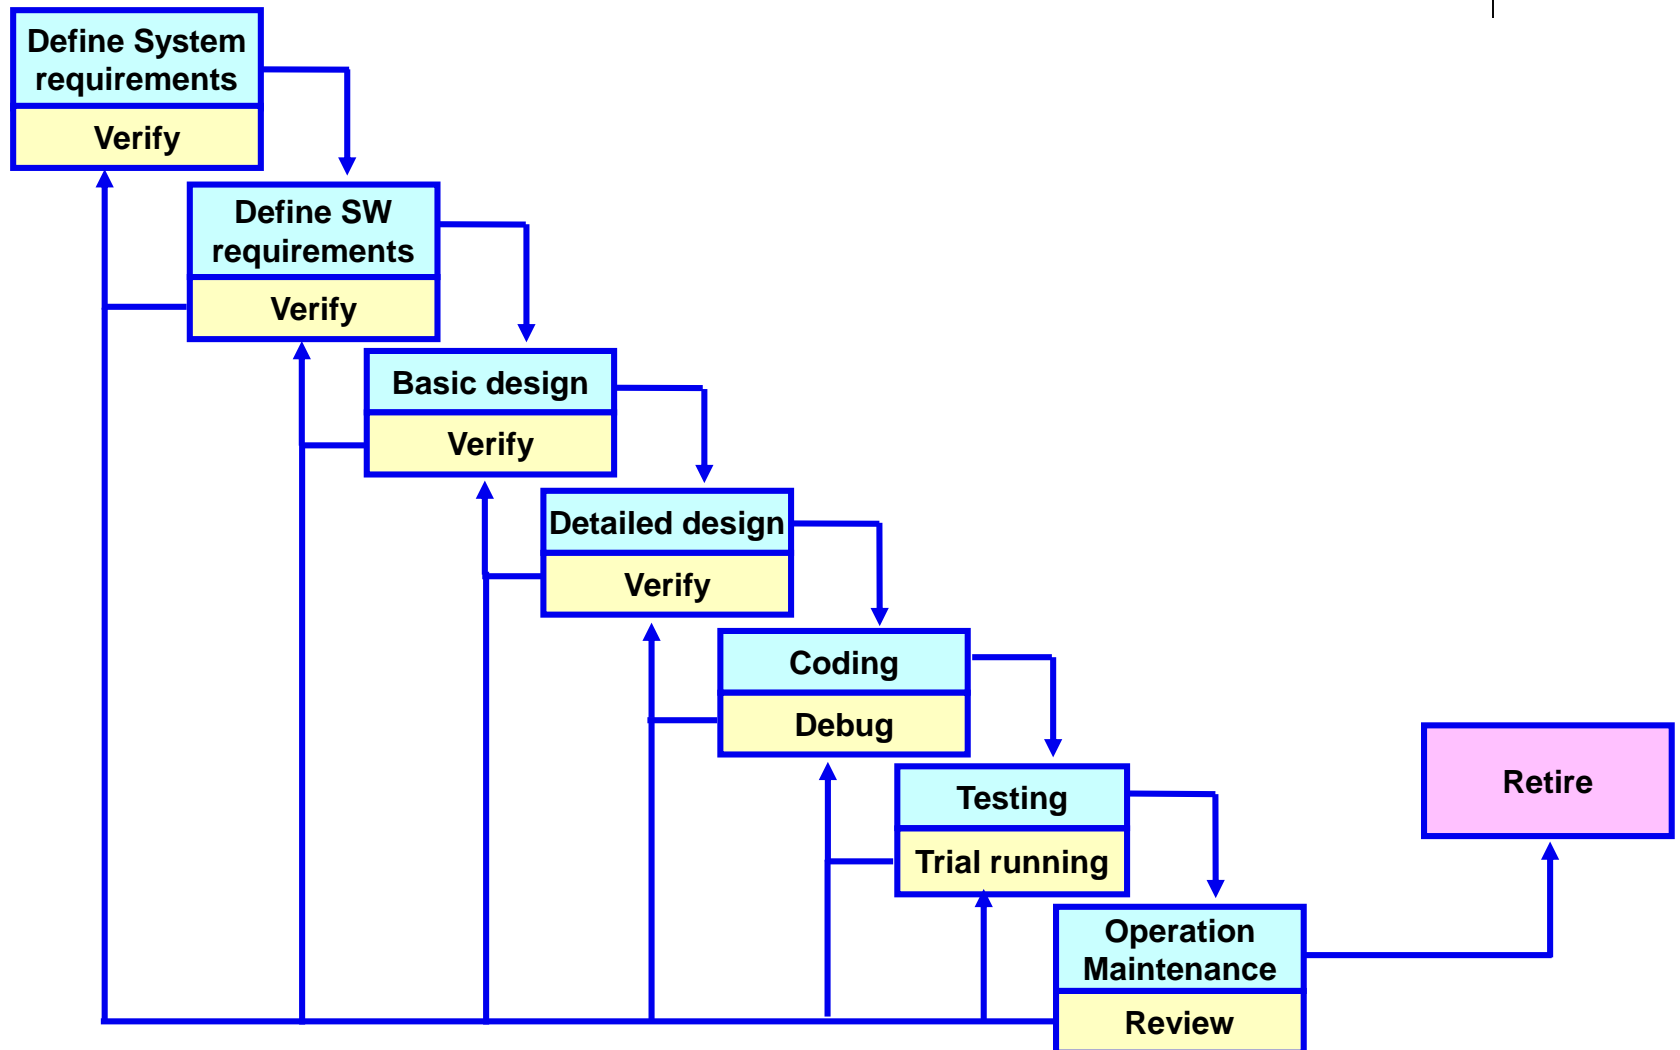 Define System
requirements
Verify
Define SW
requirements
Verify
Basic design
Verify
Detailed design
Verify
Coding
Debug
Testing
Trial running
Operation
Maintenance
Review
Retire